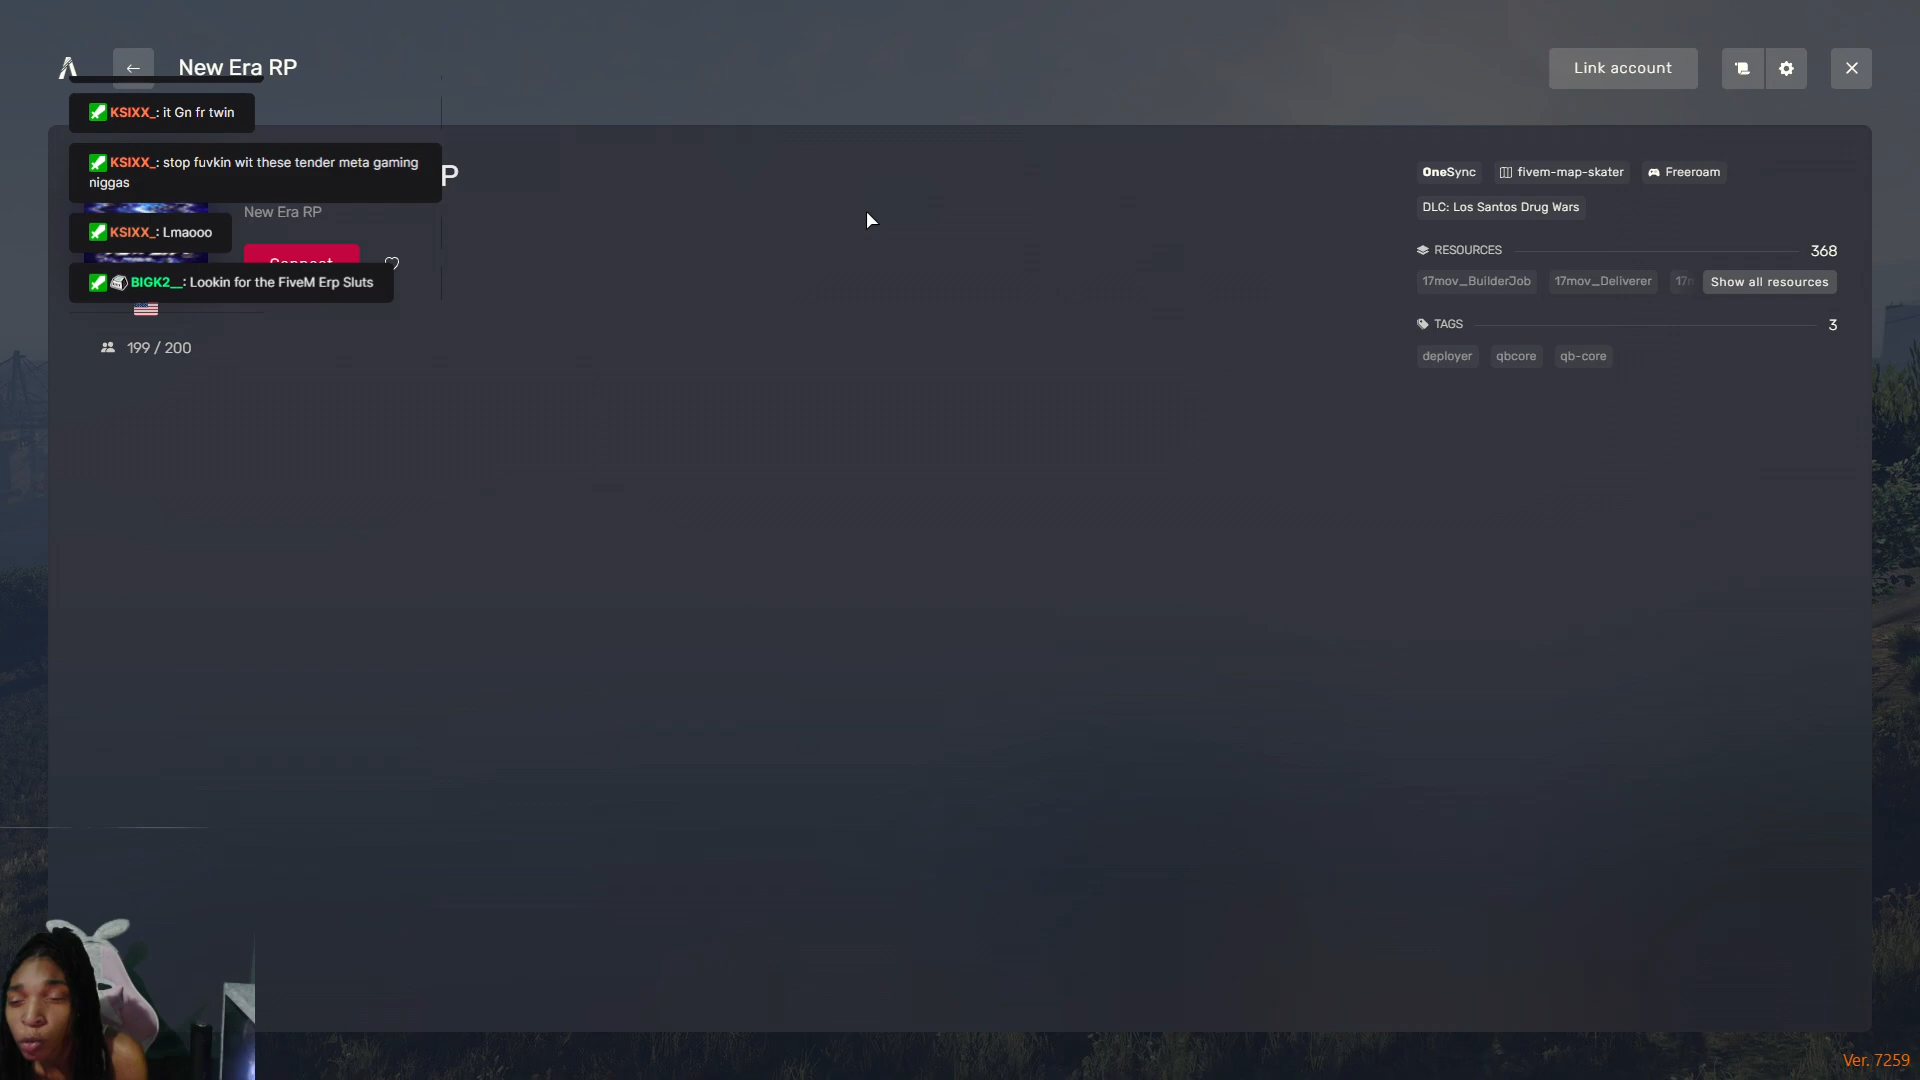 New Era RP
Link account
KSIXX_: it Gn fr twin
KSIXX_: stop fuvkin wit these tender meta gaming
niggas
P
New Era RP
KSIXX_: Lmaooo
Connect
BIGK2__: Lookin for the FiveM Erp Sluts
199 / 200
OneSync
fivem-map-skater
Freeroam
DLC: Los Santos Drug Wars
RESOURCES
368
17mov_BuilderJob
17mov_Deliverer
17m
Show all resources
TAGS
3
deployer
qbcore
qb-core
Ver. 7259